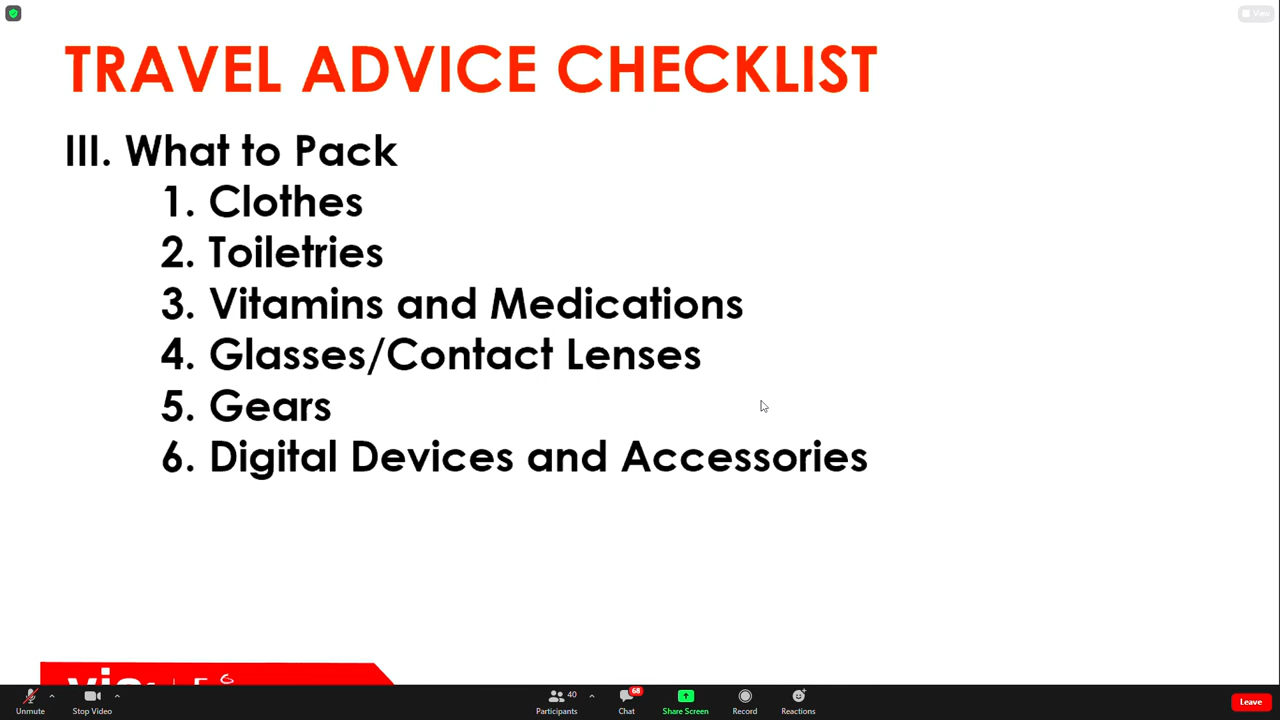 View
TRAVEL ADVICE CHECKLIST
III. What to Pack
1. Clothes
2. Toiletries
3. Vitamins and Medications
4. Glasses/Contact Lenses
5. Gears
6. Digital Devices and Accessories
40
68
Unmute
Stop Video
Participants
Chat
Share Screen
Record
Reactions
Leave